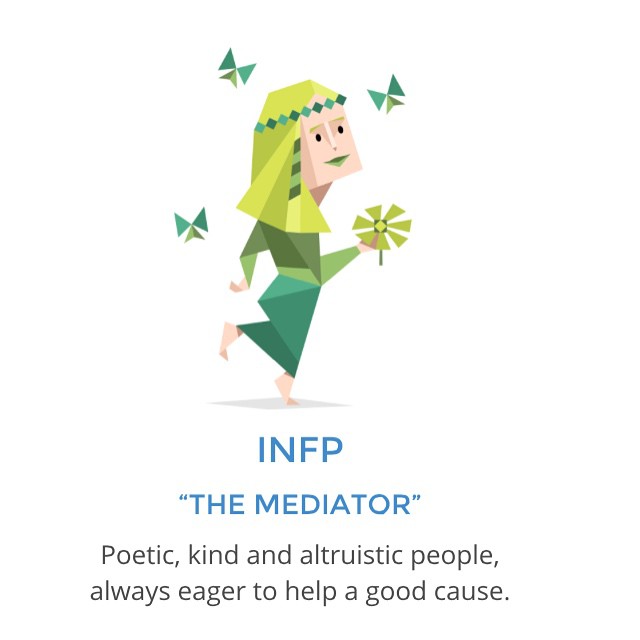 INFP
“THE MEDIATOR”
Poetic, kind and altruistic people,
always eager to help a good cause.